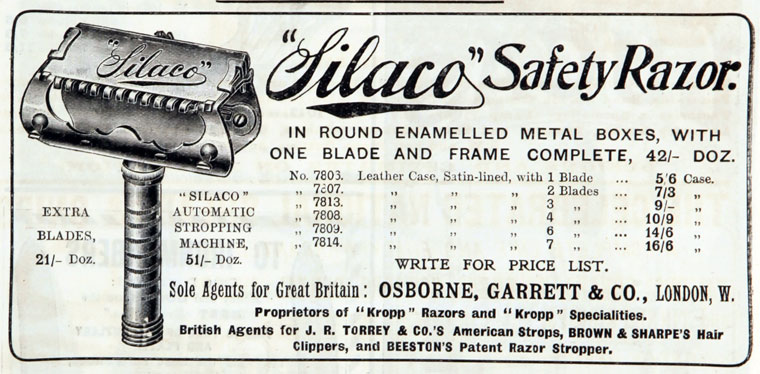 "Silaco"
"Silaco" Safety Razor.
IN ROUND ENAMELLED METAL BOXES, WITH
ONE BLADE AND FRAME COMPLETE, 42/- DOZ.
No. 7803. Leather Case, Satin-lined, with 1 Blade ... 5/6 Case.
„ 7807. „ „ „ 2 Blades ... 7/3 „
„ 7813. „ „ „ 3 „ ... 9/- „
„ 7808. „ „ „ 4 „ ... 10/9 „
„ 7809. „ „ „ 6 „ ... 14/6 „
„ 7814. „ „ „ 7 „ ... 16/6 „
EXTRA
BLADES,
21/- Doz.
"SILACO"
AUTOMATIC
STROPPING
MACHINE,
51/- Doz.
WRITE FOR PRICE LIST.
Sole Agents for Great Britain: OSBORNE, GARRETT & CO., LONDON, W.
Proprietors of "Kropp" Razors and "Kropp" Specialities.
British Agents for J. R. TORREY & CO.'S American Strops, BROWN & SHARPE'S Hair
Clippers, and BEESTON'S Patent Razor Stropper.